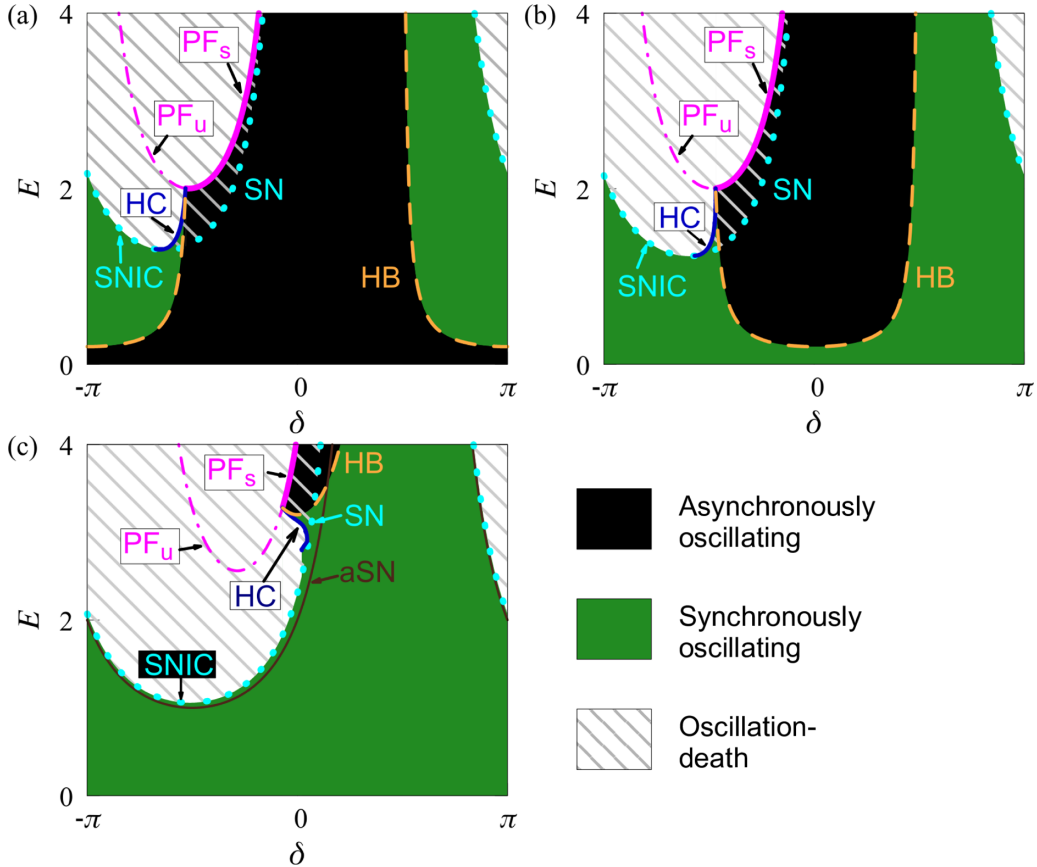 (a)
4
PFs
SN
PFu
E
2
HC
SNIC
HB
0
-π
0
π
δ
(b)
4
PFs
PFu
E
2
SN
HC
SNIC
HB
0
-π
0
π
δ
(c)
4
PFs
HB
SN
PFu
HC
aSN
E
2
SNIC
0
-π
0
π
δ
Asynchronously
oscillating
Synchronously
oscillating
Oscillation-
death